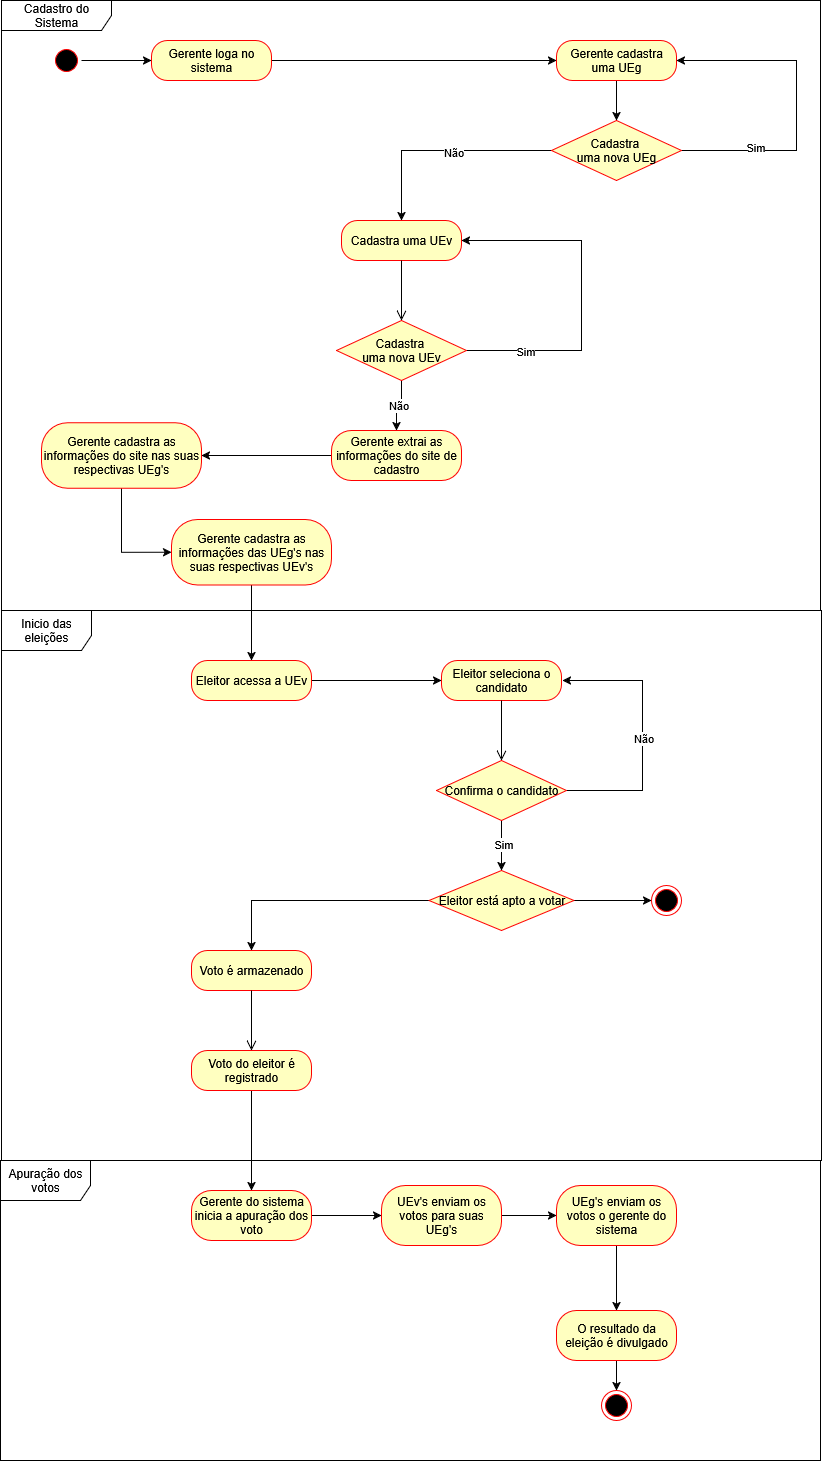 Cadastro do
Sistema
Gerente loga no
sistema
Gerente cadastra
uma UEg
Cadastra
uma nova UEg
Sim
Não
Cadastra uma UEv
Cadastra
uma nova UEv
Sim
Não
Gerente extrai as
informações do site de
cadastro
Gerente cadastra as
informações do site nas suas
respectivas UEg's
Gerente cadastra as
informações das UEg's nas
suas respectivas UEv's
Inicio das
eleições
Eleitor acessa a UEv
Eleitor seleciona o
candidato
Não
Confirma o candidato
Sim
Eleitor está apto a votar
Voto é armazenado
Voto do eleitor é
registrado
Apuração dos
votos
Gerente do sistema
inicia a apuração dos
voto
UEv's enviam os
votos para suas
UEg's
UEg's enviam os
votos o gerente do
sistema
O resultado da
eleição é divulgado